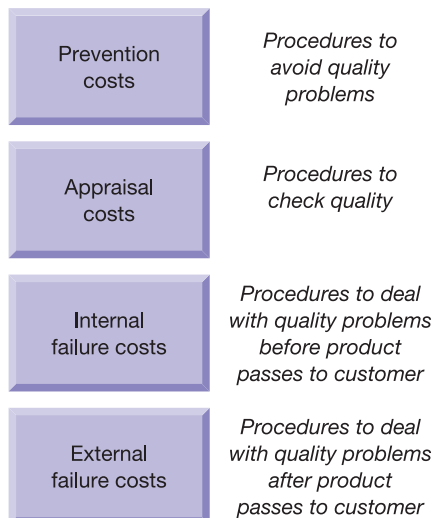 Prevention
costs
Procedures to
avoid quality
problems
Appraisal
costs
Procedures to
check quality
Internal
failure costs
Procedures to deal
with quality problems
before product
passes to customer
External
failure costs
Procedures to deal
with quality problems
after product
passes to customer